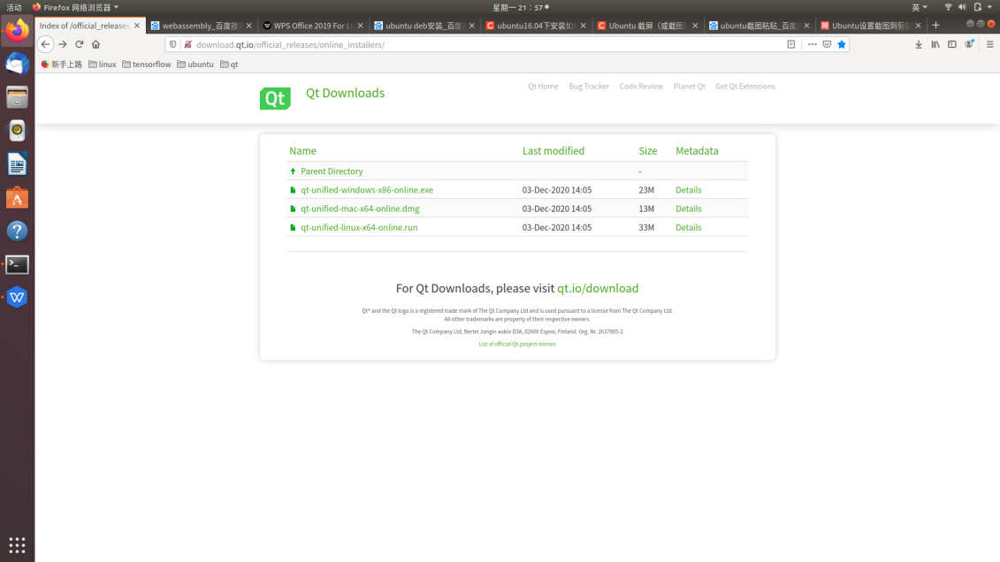 活动 Firefox 网络浏览器 星期一 21：57 英
Index of /official_releases webassembly_百度搜 WPS Office 2019 For Li ubuntu deb安装_百度 ubuntu16.04下安装如 Ubuntu 截屏（或截图） ubuntu截图粘贴_百度 Ubuntu设置截图到剪
download.qt.io/official_releases/online_installers/
新手上路 linux tensorflow ubuntu qt
Qt Home Bug Tracker Code Review Planet Qt Get Qt Extensions
Qt Qt Downloads
Name Last modified Size Metadata
Parent Directory -
qt-unified-windows-x86-online.exe 03-Dec-2020 14:05 23M Details
qt-unified-mac-x64-online.dmg 03-Dec-2020 14:05 13M Details
qt-unified-linux-x64-online.run 03-Dec-2020 14:05 33M Details
For Qt Downloads, please visit qt.io/download
Qt® and the Qt logo is a registered trade mark of The Qt Company Ltd and is used pursuant to a license from The Qt Company Ltd.
All other trademarks are property of their respective owners.
The Qt Company Ltd, Bertel Jungin aukio D3A, 02600 Espoo, Finland. Org. Nr. 2637805-2
List of official Qt-project mirrors